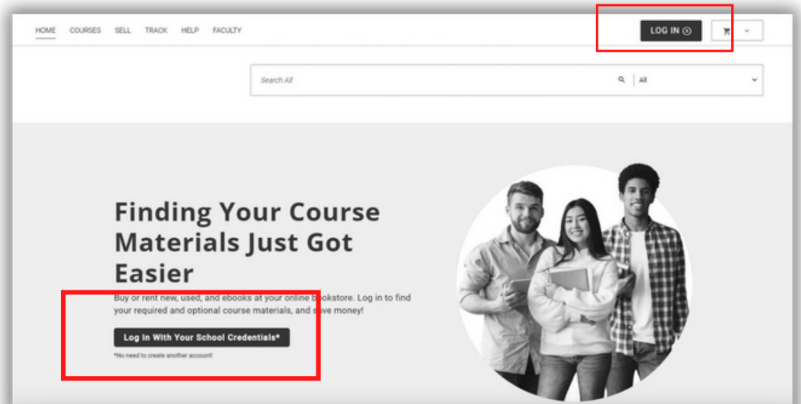 HOME COURSES SELL TRACK HELP FACULTY LOG IN
Search All All
Finding Your Course
Materials Just Got
Easier
Buy or rent new, used, and ebooks at your online bookstore. Log in to find
your required and optional course materials, and save money!
Log In With Your School Credentials*
*No need to create another account!